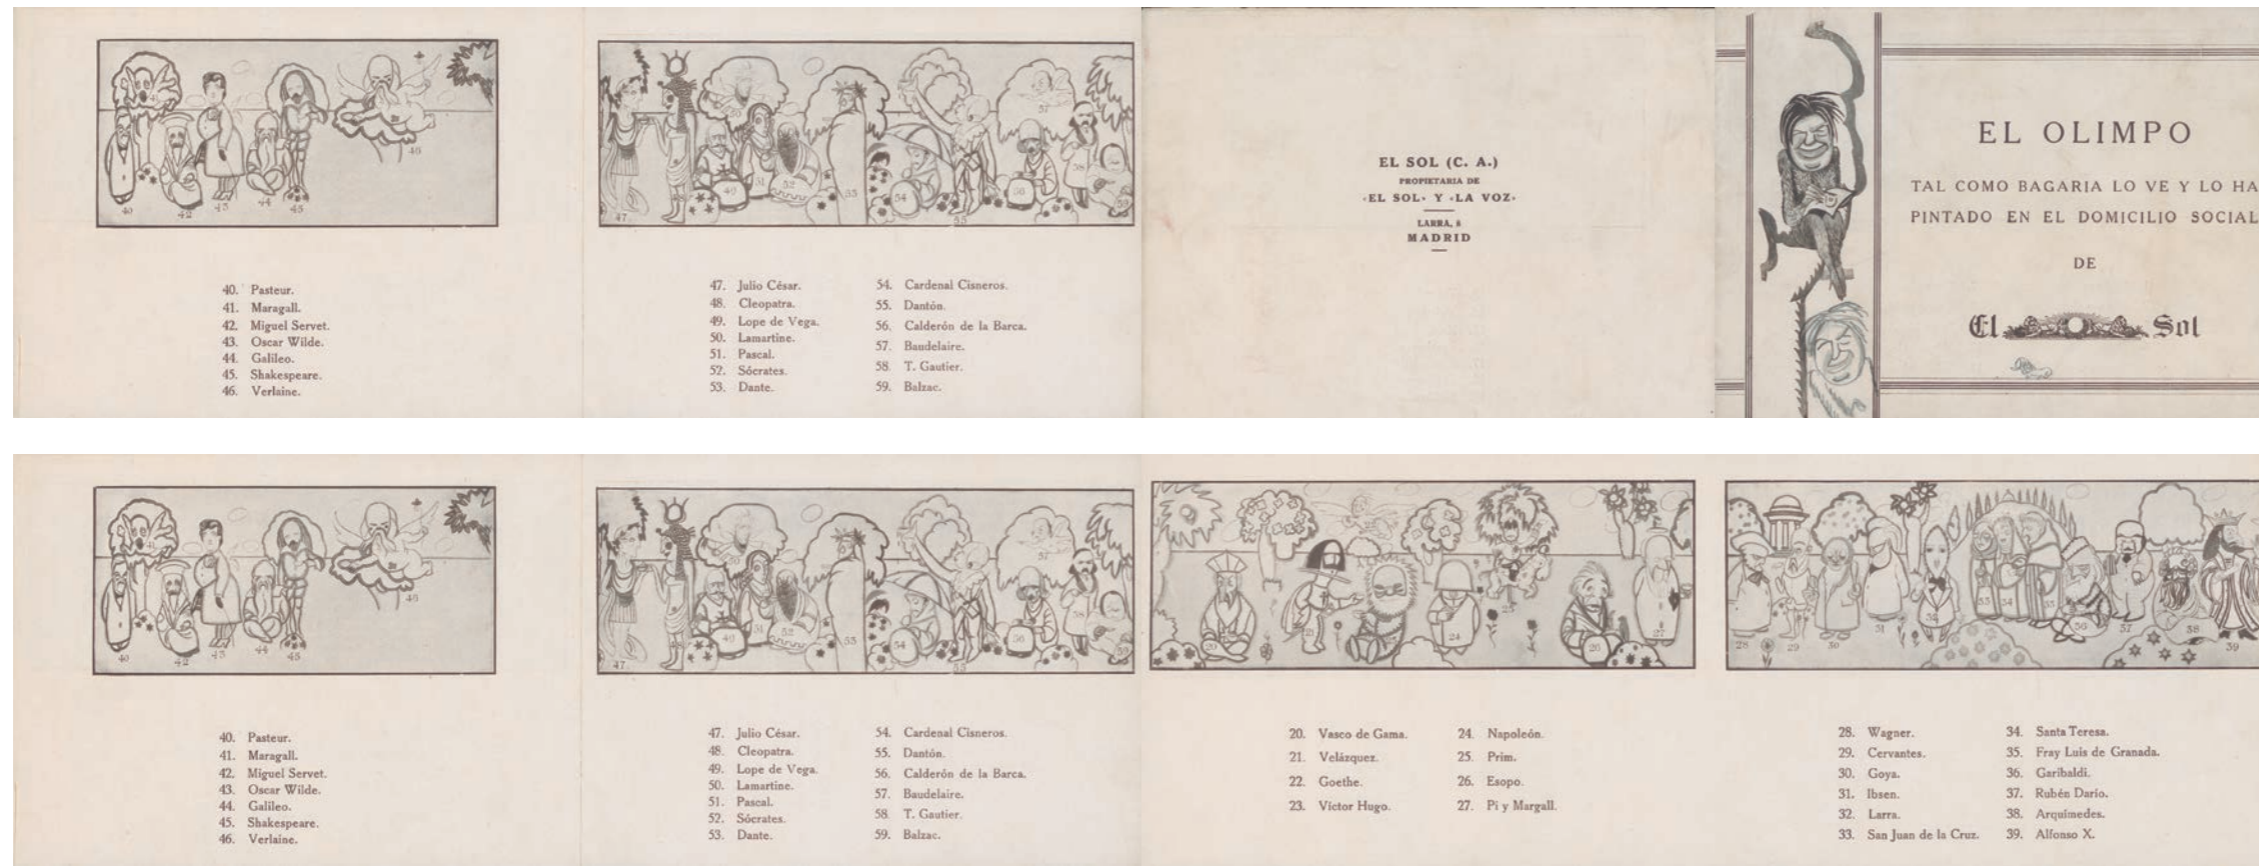 40. Pasteur.
41. Maragall.
42. Miguel Servet.
43. Oscar Wilde.
44. Galileo.
45. Shakespeare.
46. Verlaine.
47. Julio César.
48. Cleopatra.
49. Lope de Vega.
50. Lamartine.
51. Pascal.
52. Sócrates.
53. Dante.
54. Cardenal Cisneros.
55. Dantón.
56. Calderón de la Barca.
57. Baudelaire.
58. T. Gautier.
59. Balzac.
EL SOL (C. A.)
PROPIETARIA DE
«EL SOL» Y «LA VOZ»
LARRA, 8
MADRID
EL OLIMPO
TAL COMO BAGARIA LO VE Y LO HA
PINTADO EN EL DOMICILIO SOCIAL
DE
El Sol
40. Pasteur.
41. Maragall.
42. Miguel Servet.
43. Oscar Wilde.
44. Galileo.
45. Shakespeare.
46. Verlaine.
47. Julio César.
48. Cleopatra.
49. Lope de Vega.
50. Lamartine.
51. Pascal.
52. Sócrates.
53. Dante.
54. Cardenal Cisneros.
55. Dantón.
56. Calderón de la Barca.
57. Baudelaire.
58. T. Gautier.
59. Balzac.
20. Vasco de Gama.
21. Velázquez.
22. Goethe.
23. Víctor Hugo.
24. Napoleón.
25. Prim.
26. Esopo.
27. Pi y Margall.
28. Wagner.
29. Cervantes.
30. Goya.
31. Ibsen.
32. Larra.
33. San Juan de la Cruz.
34. Santa Teresa.
35. Fray Luis de Granada.
36. Garibaldi.
37. Rubén Darío.
38. Arquímedes.
39. Alfonso X.